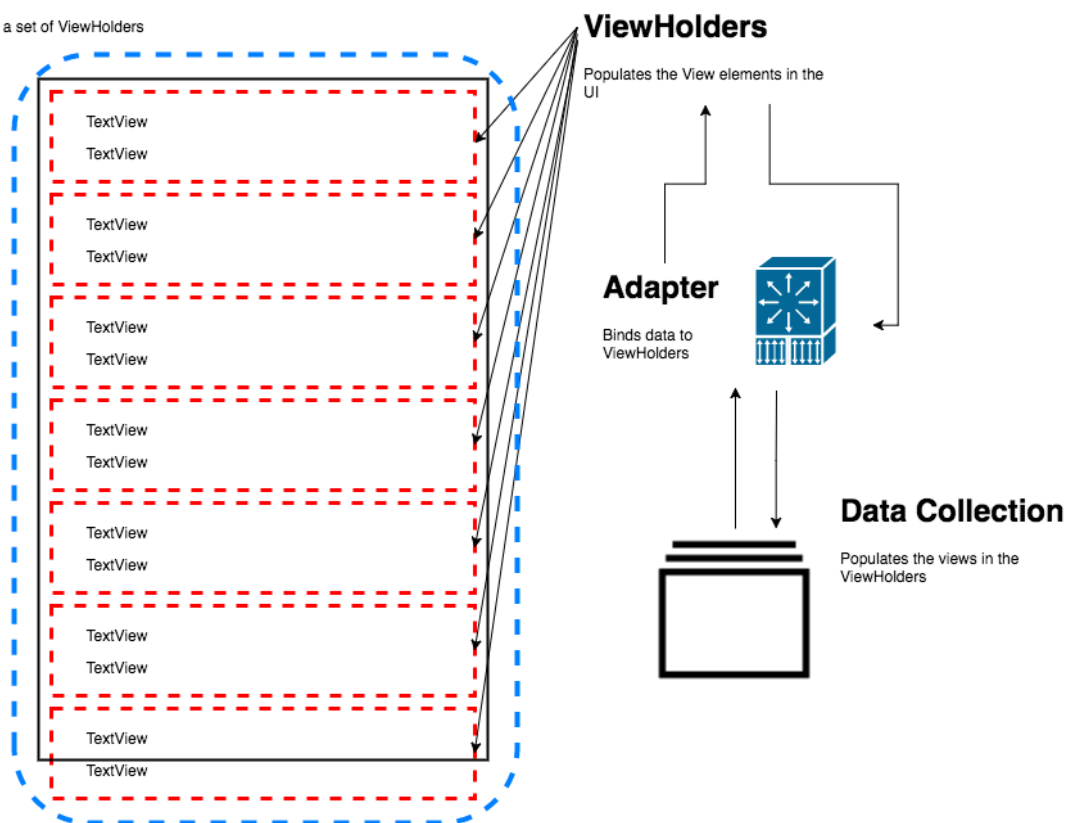 a set of ViewHolders
TextView
TextView
TextView
TextView
TextView
TextView
TextView
TextView
TextView
TextView
TextView
TextView
TextView
TextView
ViewHolders
Populates the View elements in the
UI
Adapter
Binds data to
ViewHolders
Data Collection
Populates the views in the
ViewHolders